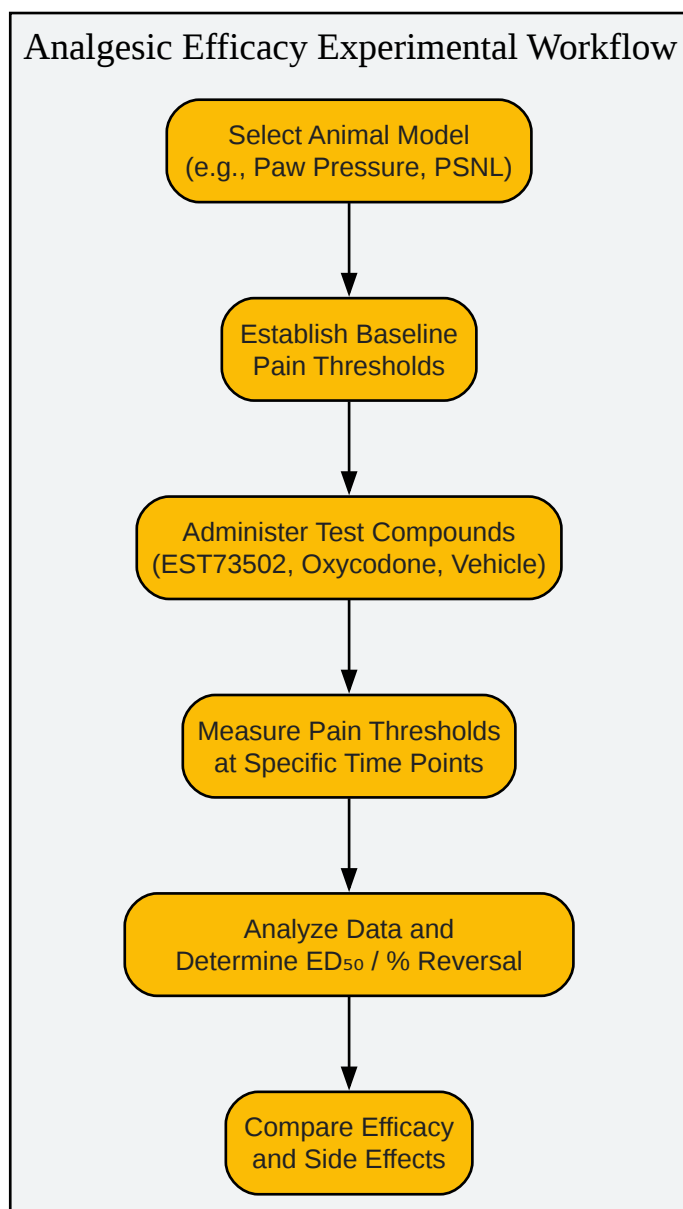 Analgesic Efficacy Experimental Workflow
Select Animal Model
(e.g., Paw Pressure, PSNL)
Establish Baseline
Pain Thresholds
Administer Test Compounds
(EST73502, Oxycodone, Vehicle)
Measure Pain Thresholds
at Specific Time Points
Analyze Data and
Determine ED₅₀ / % Reversal
Compare Efficacy
and Side Effects